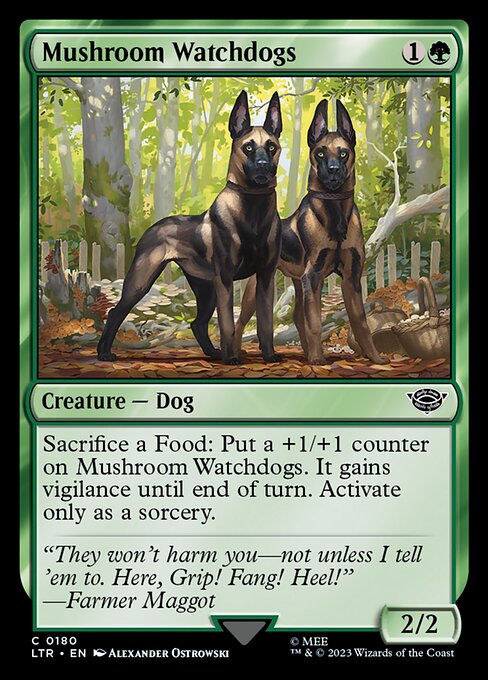 Mushroom Watchdogs 1
Creature — Dog
Sacrifice a Food: Put a +1/+1 counter
on Mushroom Watchdogs. It gains
vigilance until end of turn. Activate
only as a sorcery.
“They won’t harm you—not unless I tell
’em to. Here, Grip! Fang! Heel!”
—Farmer Maggot
2/2
C 0180
LTR • EN Alexander Ostrowski
© MEE
™ & © 2023 Wizards of the Coast